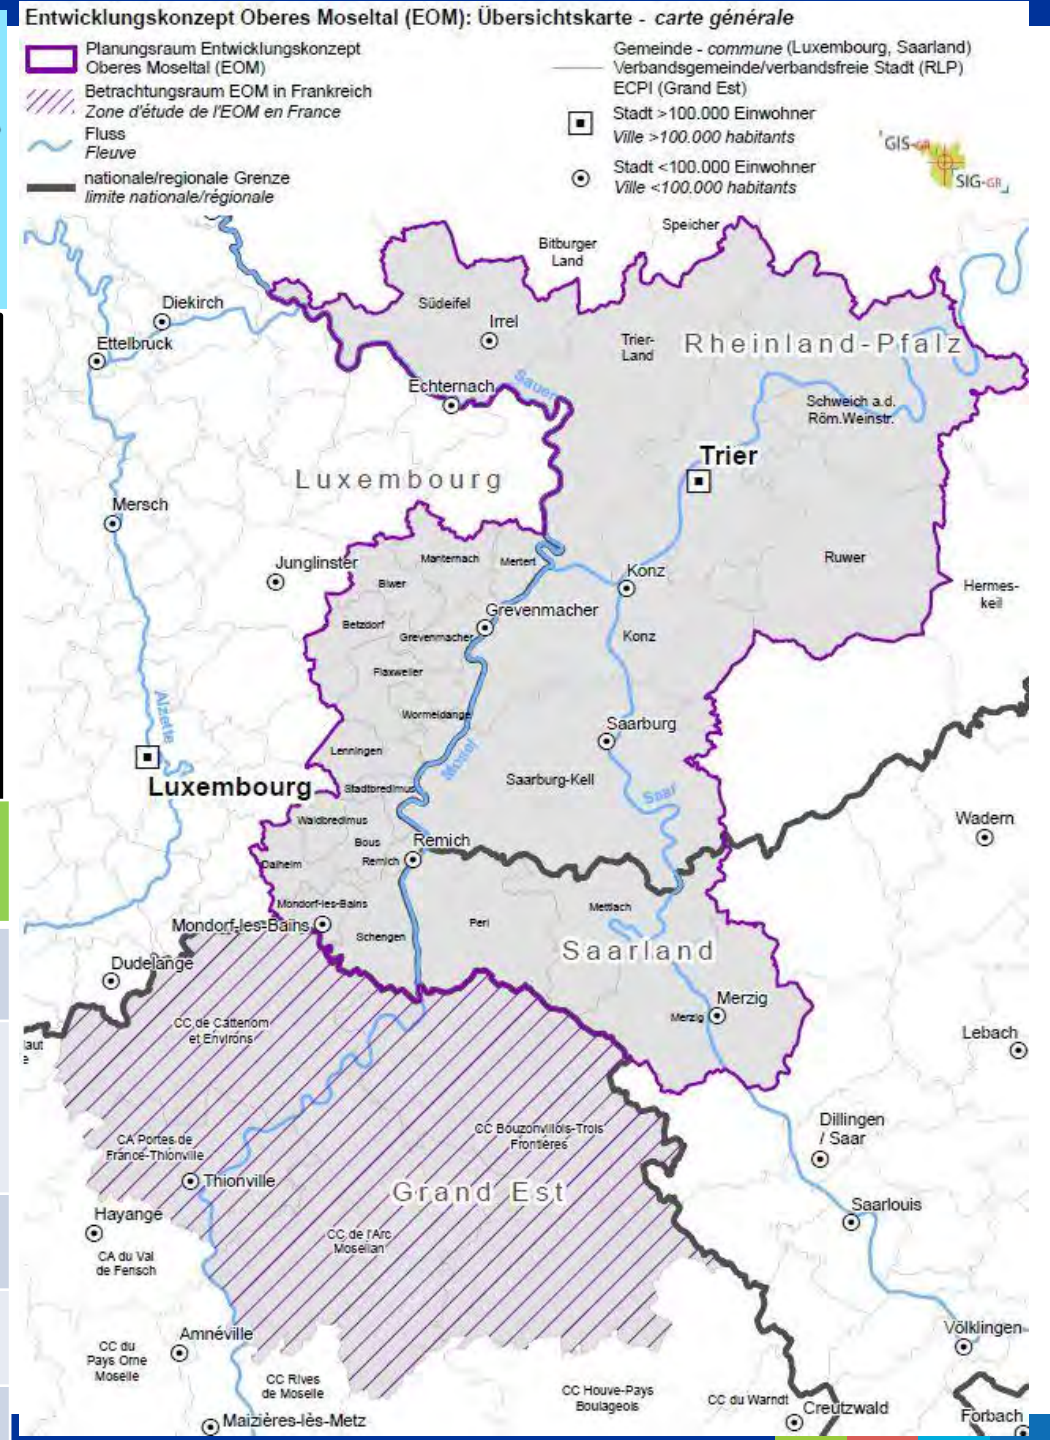 Entwicklungskonzept Oberes Moseltal (EOM): Übersichtskarte - carte générale
Planungsraum Entwicklungskonzept
Oberes Moseltal (EOM)
Betrachtungsraum EOM in Frankreich
Zone d'étude de l'EOM en France
Fluss
Fleuve
nationale/regionale Grenze
limite nationale/régionale
Gemeinde - commune (Luxembourg, Saarland)
Verbandsgemeinde/verbandsfreie Stadt (RLP)
ECPI (Grand Est)
Stadt >100.000 Einwohner
Ville >100.000 habitants
Stadt <100.000 Einwohner
Ville <100.000 habitants
GIS-GR
SIG-GR
Speicher
Bitburger
Land
Diekirch
Südeifel
Irrel
Ettelbruck
Trier-
Land
Rheinland-Pfalz
Echternach
Sauer
Schweich a.d.
Röm.Weinstr.
Trier
Luxembourg
Mersch
Junglinster
Manternach
Mertert
Biwer
Konz
Ruwer
Hermes-
keil
Grevenmacher
Betzdorf
Grevenmacher
Konz
Flaxweiler
Wormeldange
Alzette
Saarburg
Lenningen
Mosel
Luxembourg
Stadtbredimus
Saarburg-Kell
Saar
Waldbredimus
Wadern
Bous
Remich
Remich
Dalheim
Mondorf-les-Bains
Mettlach
Mondorf-les-Bains
Schengen
Perl
Saarland
Dudelange
Merzig
Merzig
CC de Cattenom
et Environs
Lebach
CA Portes de
France-Thionville
CC Bouzonvillois-Trois
Frontières
Dillingen
/ Saar
Thionville
Grand Est
Hayange
Saarlouis
CA du Val
de Fensch
CC de l'Arc
Mosellan
Amnéville
Völklingen
CC du
Pays Orne
Moselle
CC Rives
de Moselle
CC Houve-Pays
Boulageois
CC du Warndt
Creutzwald
Forbach
Maizières-lès-Metz